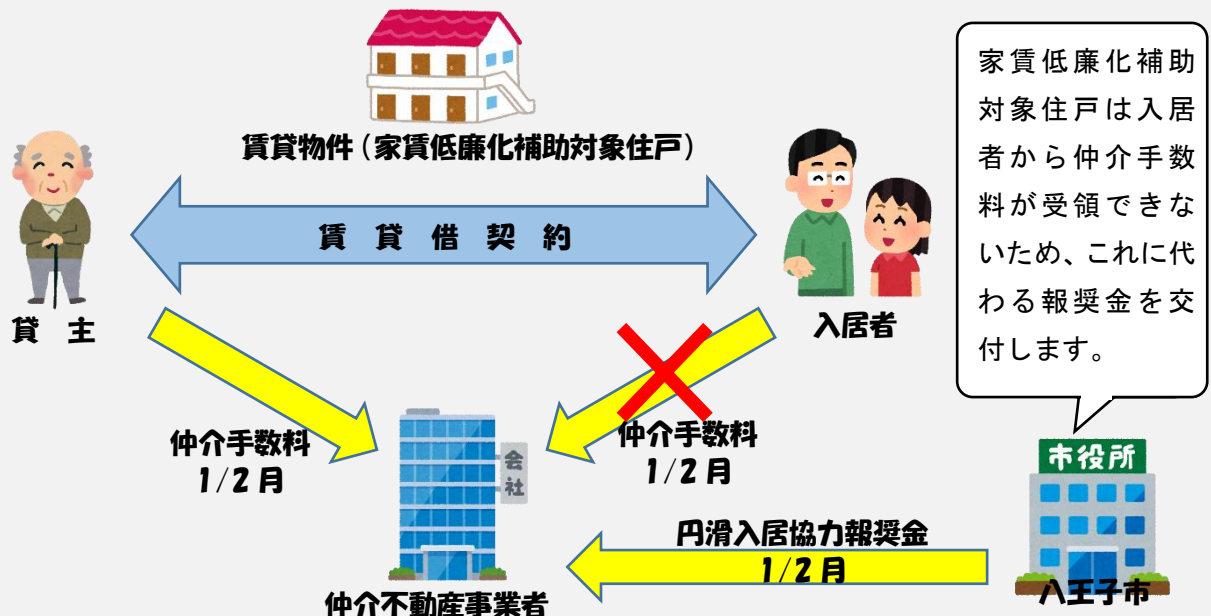 賃貸物件（家賃低廉化補助対象住戸）
賃貸借契約
貸主
入居者
仲介手数料
1/2月
仲介手数料
1/2月
会社
仲介不動産事業者
円滑入居協力報奨金
1/2月
家賃低廉化補助
対象住戸は入居
者から仲介手数
料が受領できな
いため、これに代
わる報奨金を交
付します。
市役所
八王子市